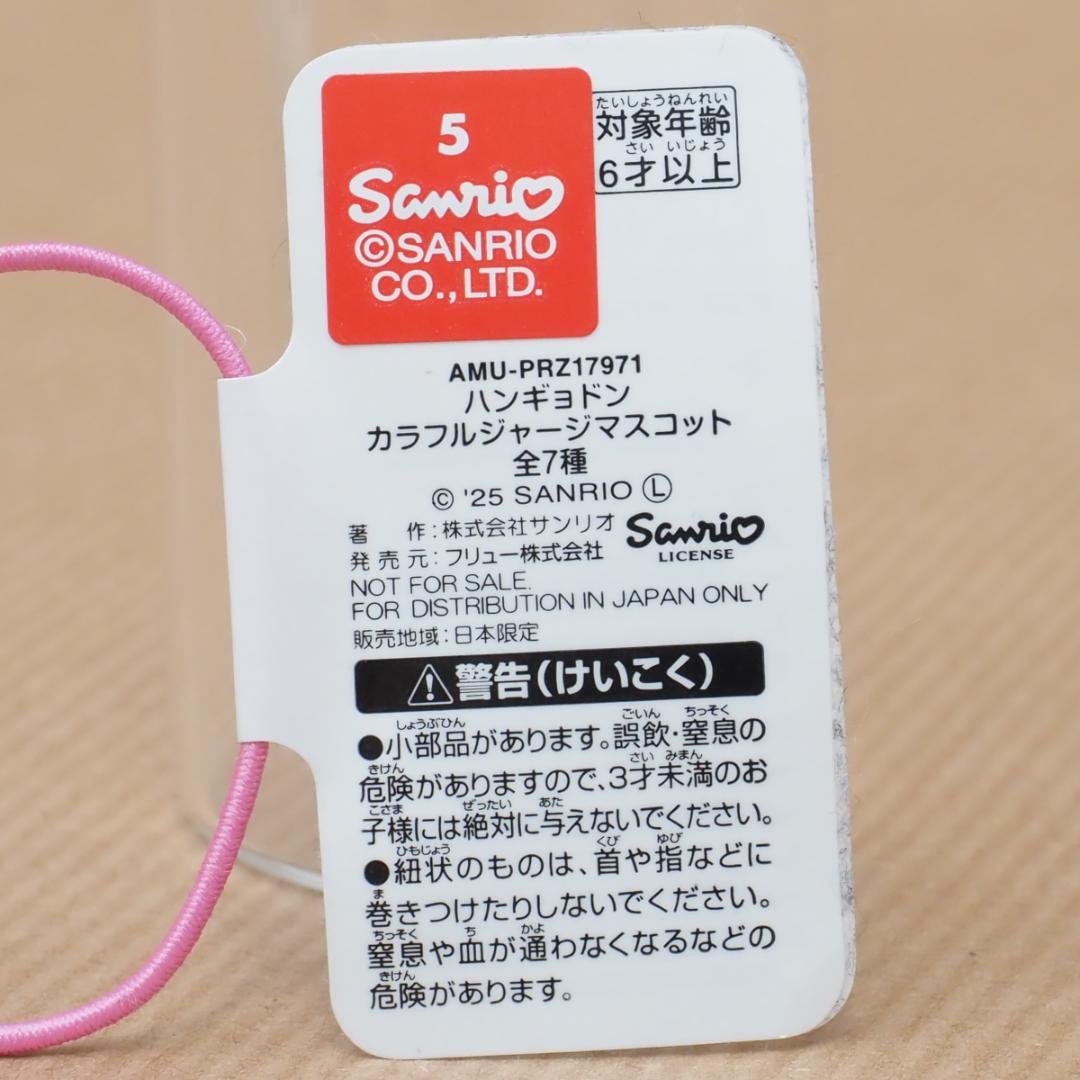 5
Sanrio
©SANRIO
CO.,LTD.
たいしょうねんれい
対象年齢
さい いじょう
6才以上
AMU-PRZ17971
ハンギョドン
カラフルジャージマスコット
全7種
© '25 SANRIO Ⓛ
著 作:株式会社サンリオ
発売元:フリュー株式会社
Sanrio
LICENSE
NOT FOR SALE.
FOR DISTRIBUTION IN JAPAN ONLY
販売地域:日本限定
警告(けいこく)
しょうぶひん ごいん ちっそく
●小部品があります。誤飲・窒息の
きけん さい みまん
危険がありますので、3才未満のお
こさま ぜったい あた
子様には絶対に与えないでください。
ひもじょう くび ゆび
●紐状のものは、首や指などに
ま
巻きつけたりしないでください。
ちっそく ち かよ
窒息や血が通わなくなるなどの
きけん
危険があります。